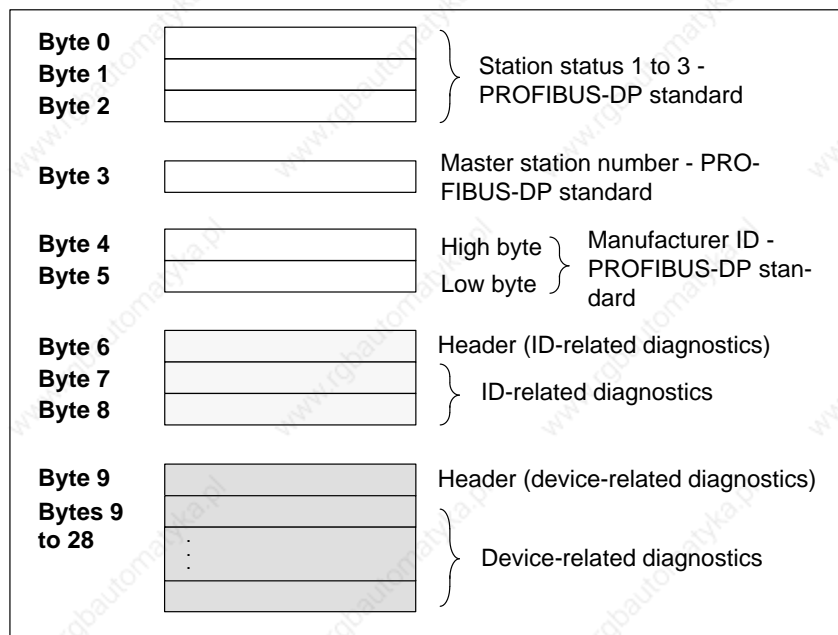 Byte 0
Byte 1
Byte 2
Station status 1 to 3 -
PROFIBUS-DP standard
Byte 3
Master station number - PRO-
FIBUS-DP standard
Byte 4
Byte 5
High byte
Low byte
Manufacturer ID -
PROFIBUS-DP stan-
dard
Byte 6
Header (ID-related diagnostics)
Byte 7
Byte 8
ID-related diagnostics
Byte 9
Header (device-related diagnostics)
Bytes 9
to 28
Device-related diagnostics
www.rgbautomatyka.pl